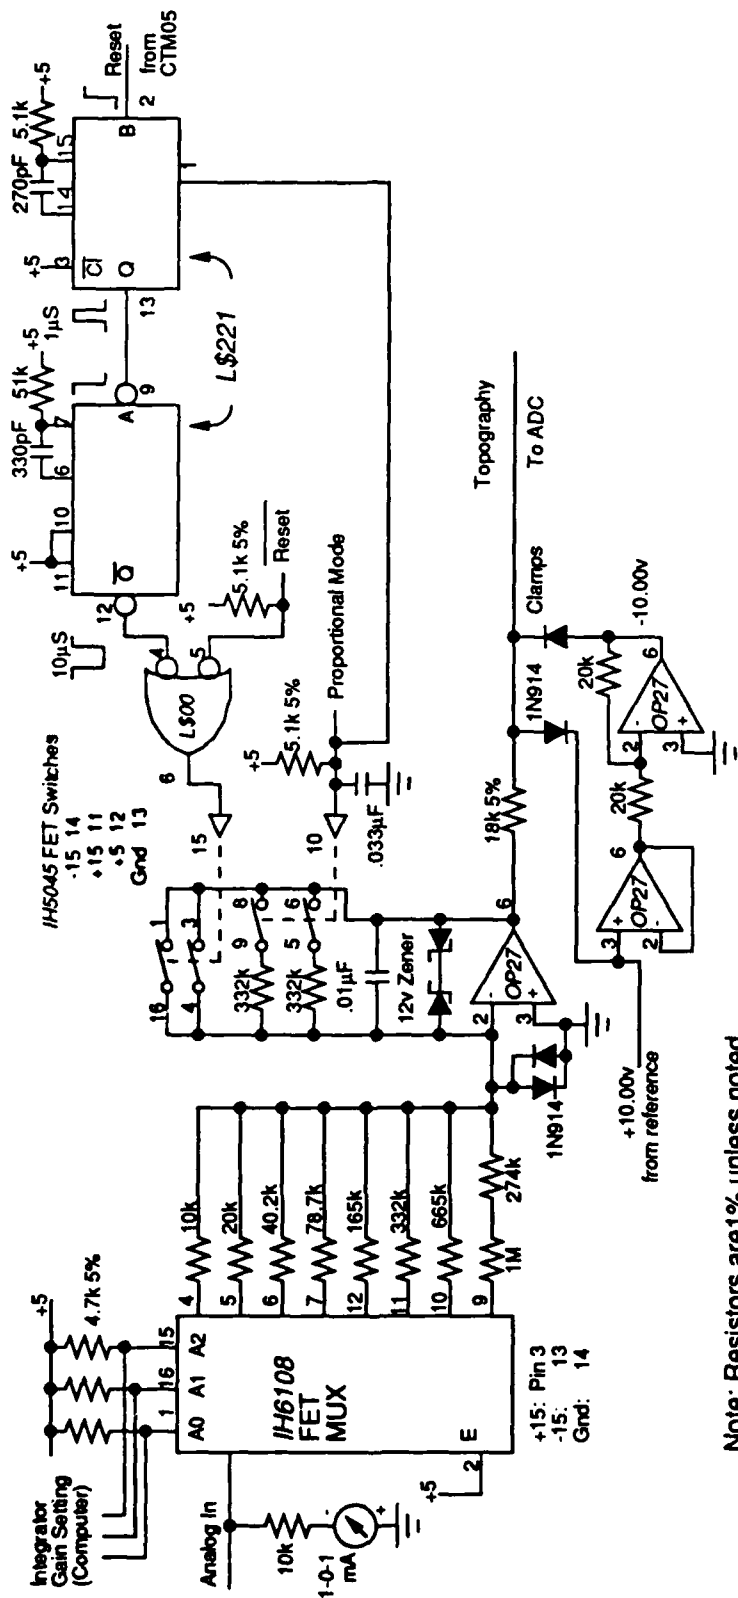 Integrator
Gain Setting
(Computer)
+5
4.7k 5%
1
16
15
A0
A1
A2
Analog In
10k
1-0-1
mA
-
+
+5
2
E
IH6108
FET
MUX
+15: Pin 3
-15: 13
Gnd: 14
4
10k
5
20k
6
40.2k
7
78.7k
12
165k
11
332k
10
665k
9
1M
274k
1N914
16
1
4
3
332k
9
8
332k
5
6
.01µF
12v Zener
2
-
3
+
OP27
6
IH5045 FET Switches
-15 14
+15 11
+5 12
Gnd 13
15
10
.033µF
+5
5.1k 5%
Proportional Mode
6
L$00
4
5
+5
5.1k 5%
Reset
10µS
12
Q
+5
11
10
330pF
6
7
51k
+5
A
9
1µS
L$221
13
Q
Cl
+5
3
270pF
14
15
5.1k
+5
B
2
1
Reset
from
CTM05
18k 5%
1N914
Clamps
Topography
To ADC
+10.00v
from reference
3
+
2
-
OP27
6
20k
20k
2
-
3
+
OP27
6
-10.00v
Note: Resistors are1% unless noted